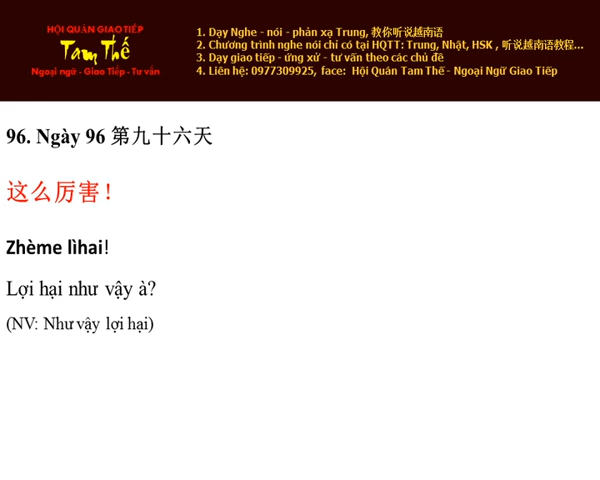 HỘI QUÁN GIAO TIẾP
Tam Thế
Ngoại ngữ - Giao Tiếp - Tư vấn
1. Dạy Nghe - nói - phản xạ Trung, 教你听说越南语
2. Chương trình nghe nói chỉ có tại HQTT: Trung, Nhật, HSK , 听说越南语教程...
3. Dạy giao tiếp - ứng xử - tư vấn theo các chủ đề
4. Liên hệ: 0977309925, face: Hội Quán Tam Thế - Ngoại Ngữ Giao Tiếp
96. Ngày 96 第九十六天
这么厉害！
Zhème lìhai!
Lợi hại như vậy à?
(NV: Như vậy lợi hại)